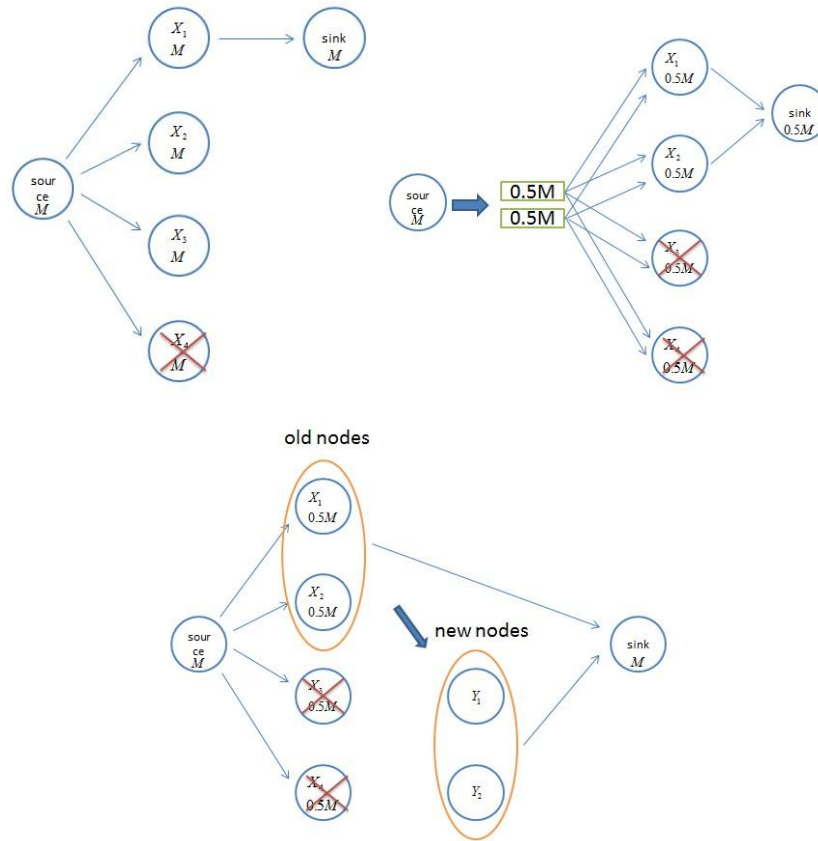 X₁
M
sink
M
X₂
M
sour
ce
M
X₃
M
X₄
M
X₁
0.5M
sink
0.5M
X₂
0.5M
sour
ce
M
0.5M
0.5M
X₃
0.5M
X₄
0.5M
old nodes
X₁
0.5M
X₂
0.5M
sour
ce
M
new nodes
sink
M
X₃
0.5M
Y₁
X₄
0.5M
Y₂